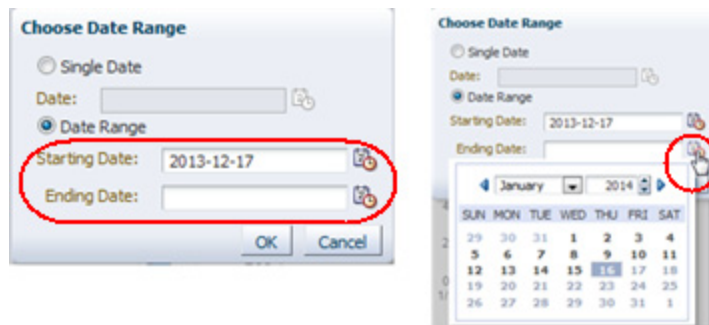 Choose Date Range
Single Date
Date:
Date Range
Starting Date: 2013-12-17
Ending Date:
OK Cancel
Choose Date Range
Single Date
Date:
Date Range
Starting Date: 2013-12-17
Ending Date:
January 2014
SUN MON TUE WED THU FRI SAT
29 30 31 1 2 3 4
5 6 7 8 9 10 11
12 13 14 15 16 17 18
19 20 21 22 23 24 25
26 27 28 29 30 31 1